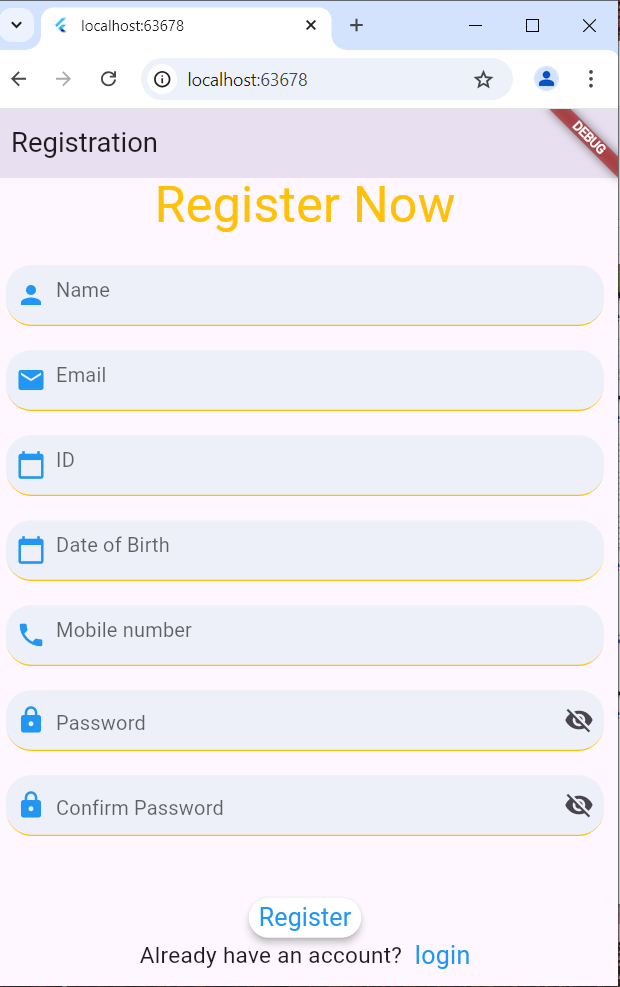 localhost:63678
localhost:63678
Registration
DEBUG
Register Now
Name
Email
ID
Date of Birth
Mobile number
Password
Confirm Password
Register
Already have an account? login